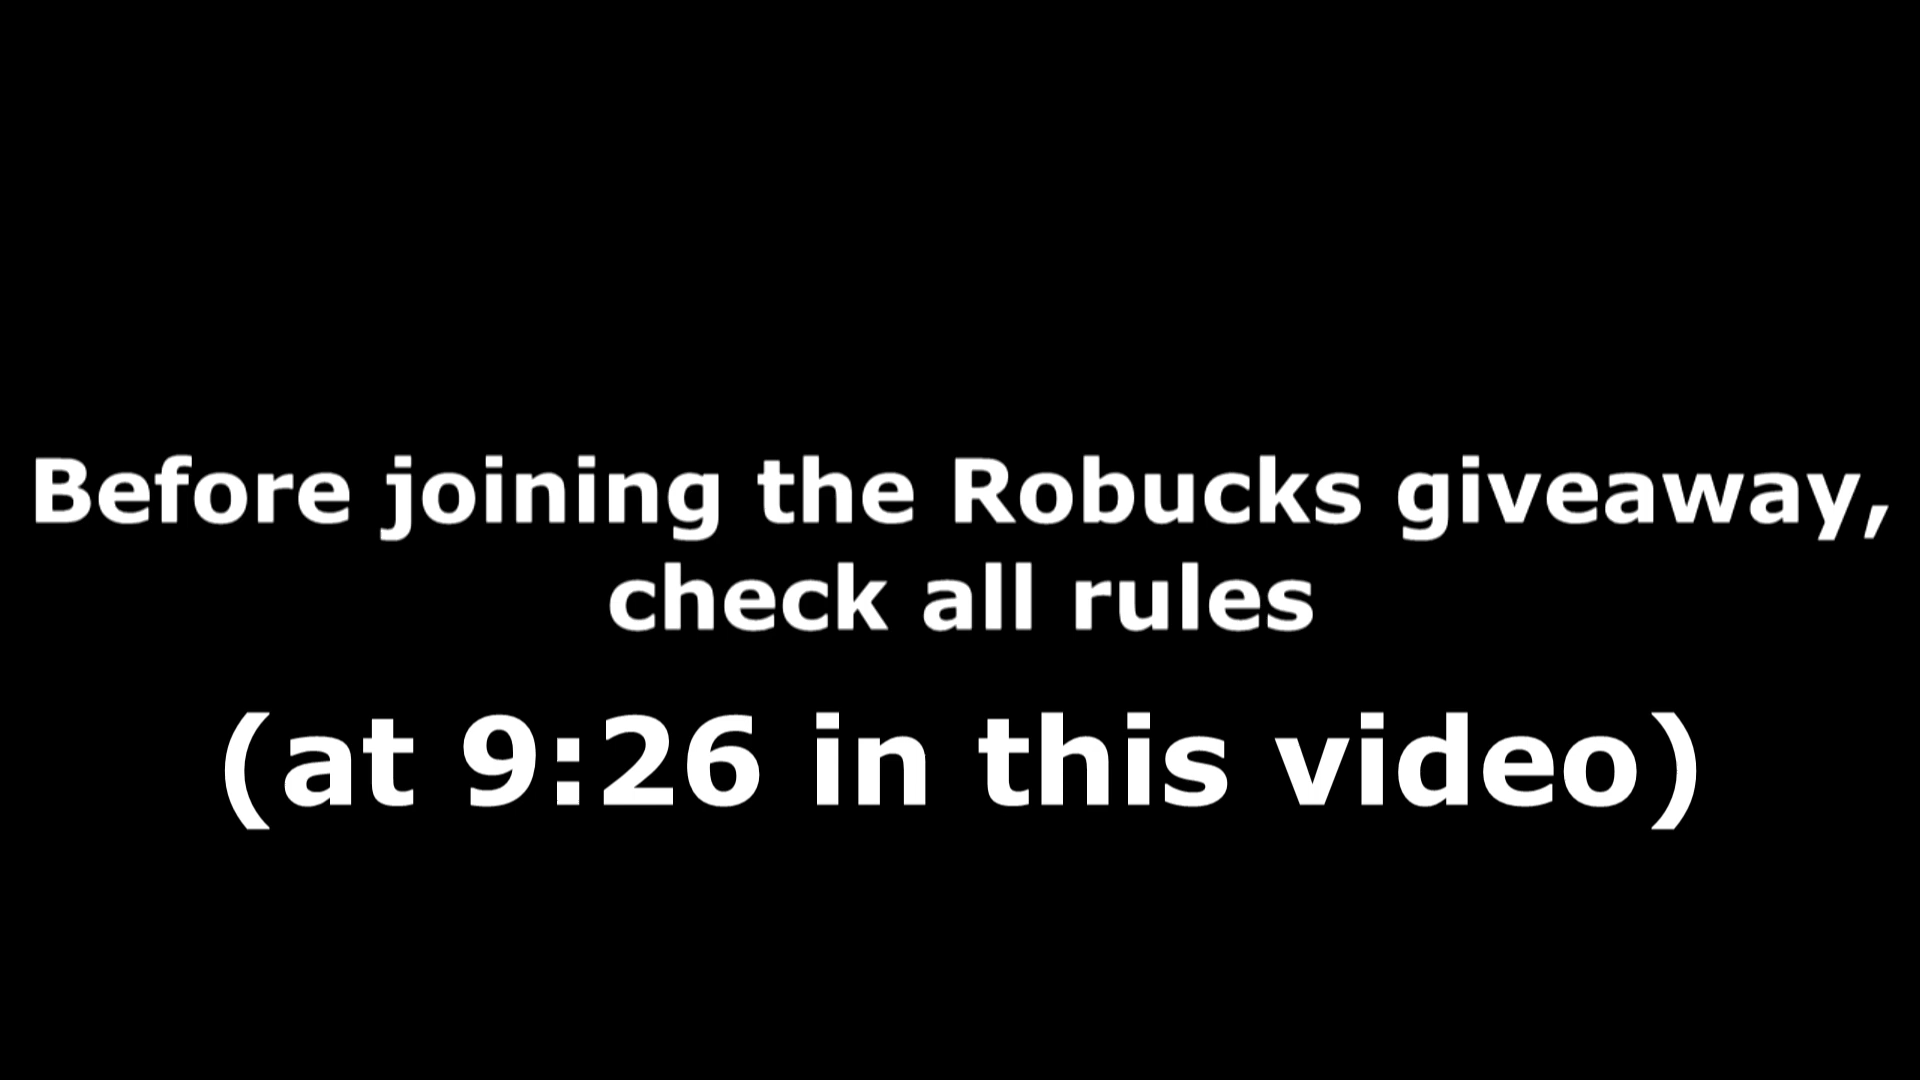 Before joining the Robucks giveaway,
check all rules
(at 9:26 in this video)